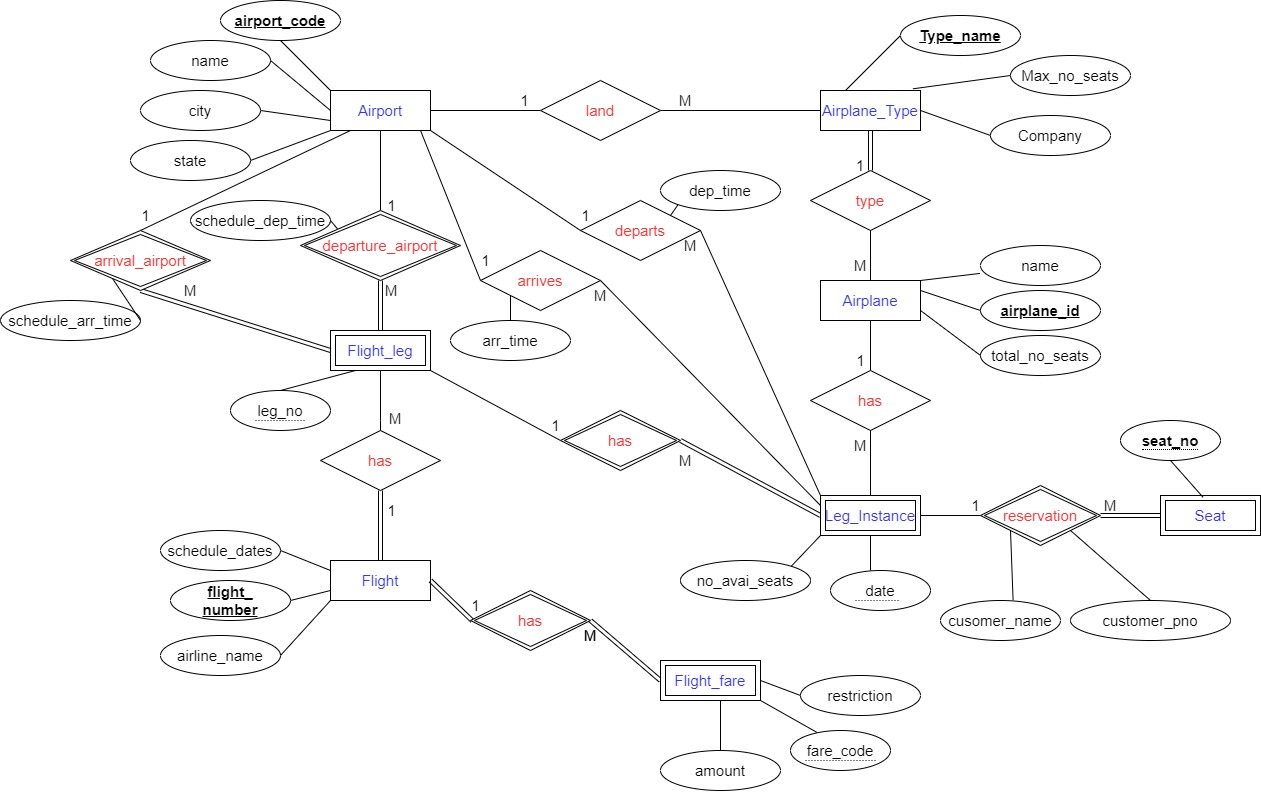 airport_code
Type_name
name
Max_no_seats
city
Airport
1
land
M
Airplane_Type
Company
state
1
dep_time
type
1
schedule_dep_time
1
1
departs
M
departure_airport
arrival_airport
1
arrives
M
M
name
M
M
Airplane
airplane_id
schedule_arr_time
arr_time
total_no_seats
Flight_leg
1
leg_no
M
has
1
has
M
has
M
seat_no
M
1
Leg_Instance
1
reservation
M
Seat
schedule_dates
Flight
no_avai_seats
date
flight_
number
1
has
M
cusomer_name
customer_pno
airline_name
Flight_fare
restriction
fare_code
amount